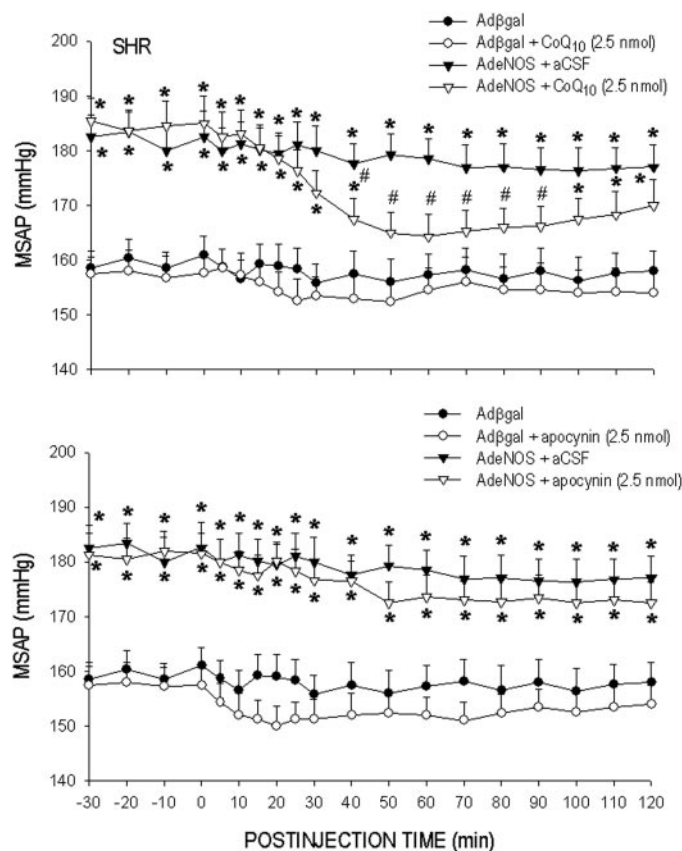 SHR
Adβgal
Adβgal + CoQ10 (2.5 nmol)
AdeNOS + aCSF
AdeNOS + CoQ10 (2.5 nmol)
200
190
180
170
160
150
140
MSAP (mmHg)
* * * * * * * * * * * * * * * * * *
* * * * * * * * * * * * *
# # # # # #
Adβgal
Adβgal + apocynin (2.5 nmol)
AdeNOS + aCSF
AdeNOS + apocynin (2.5 nmol)
200
190
180
170
160
150
140
MSAP (mmHg)
* * * * * * * * * * * * * * * * * *
* * * * * * * * * * * * * * * * * *
-30 -20 -10 0 10 20 30 40 50 60 70 80 90 100 110 120
POSTINJECTION TIME (min)